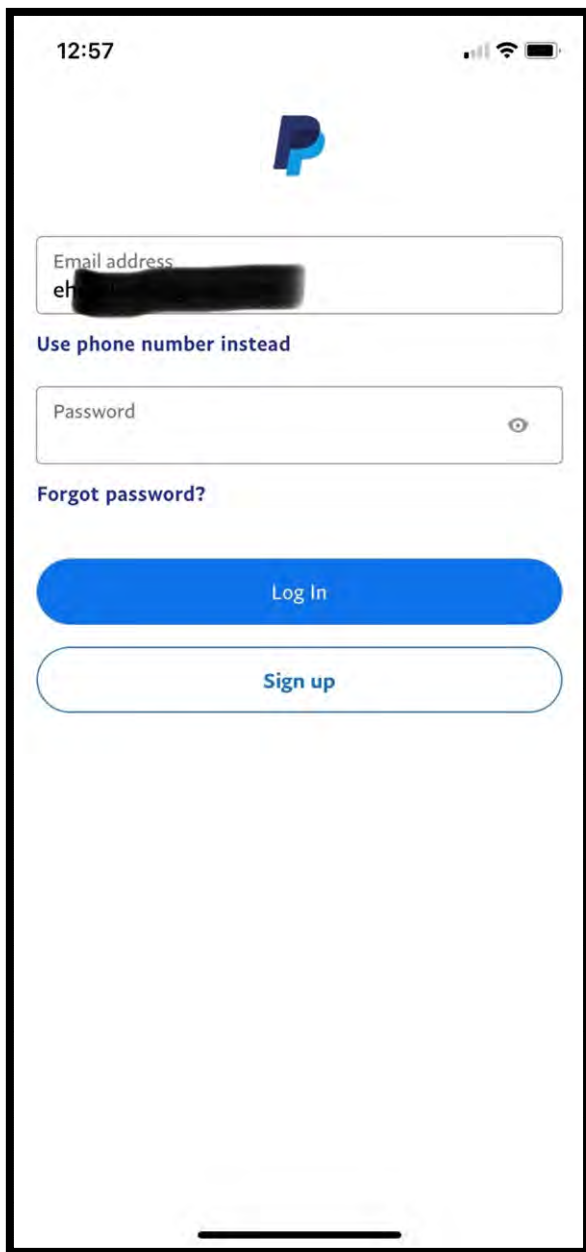 12:57
Email address
eh
Use phone number instead
Password
Forgot password?
Log In
Sign up